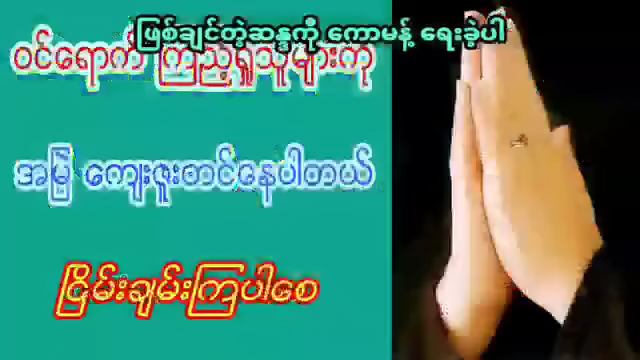 ဖြစ်ချင်တဲ့ဆန္ဒကို ကောမန့် ရေးခဲ့ပါ
ဝင်ရောက် ကြည့်ရှုသူများကို
အမြဲ ကျေးဇူးတင်နေပါတယ်
ငြိမ်းချမ်းကြပါစေ